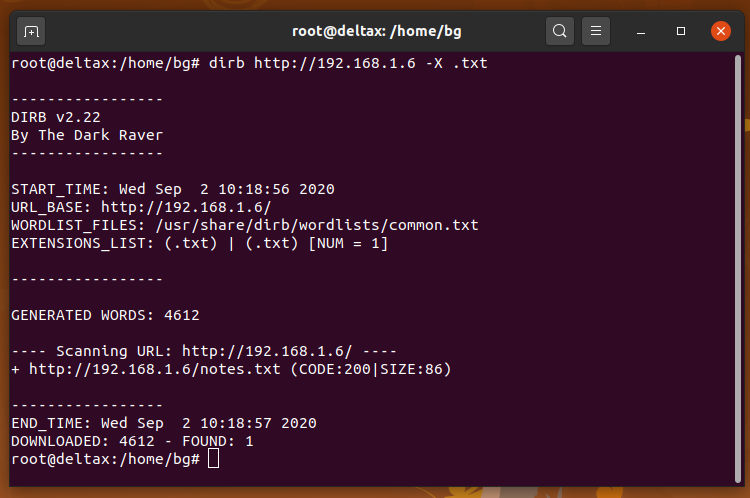 root@deltax: /home/bg
root@deltax:/home/bg# dirb http://192.168.1.6 -X .txt
-----------------
DIRB v2.22
By The Dark Raver
-----------------
START_TIME: Wed Sep  2 10:18:56 2020
URL_BASE: http://192.168.1.6/
WORDLIST_FILES: /usr/share/dirb/wordlists/common.txt
EXTENSIONS_LIST: (.txt) | (.txt) [NUM = 1]
-----------------
GENERATED WORDS: 4612
---- Scanning URL: http://192.168.1.6/ ----
+ http://192.168.1.6/notes.txt (CODE:200|SIZE:86)
-----------------
END_TIME: Wed Sep  2 10:18:57 2020
DOWNLOADED: 4612 - FOUND: 1
root@deltax:/home/bg#